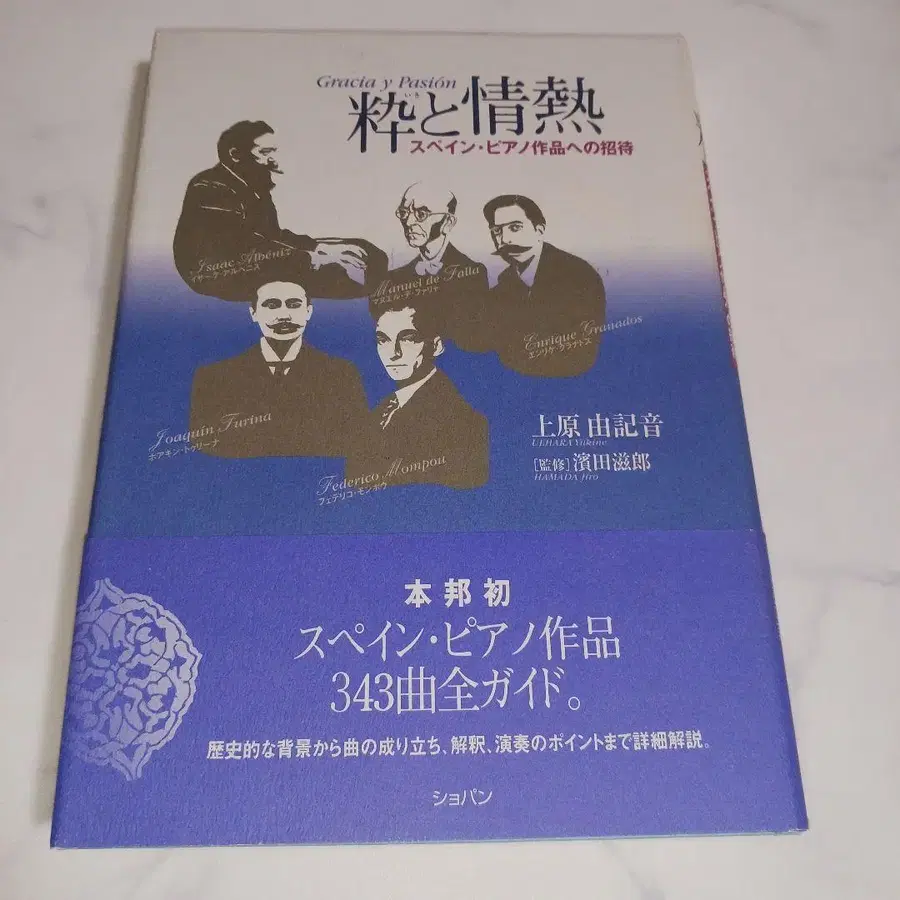 Gracia y Pasión
いき
粋と情熱
スペイン・ピアノ作品への招待
Isaac Albéniz
イサーク・アルベニス
Manuel de Falla
マヌエル・デ・ファリャ
Enrique Granados
エンリケ・グラナドス
Joaquín Turina
ホアキン・トゥリーナ
Federico Mompou
フェデリコ・モンポウ
上原 由記音
UEHARA Yukine
[監修] 濱田滋郎
HAMADA Jiro
本邦初
スペイン・ピアノ作品
343曲全ガイド。
歴史的な背景から曲の成り立ち、解釈、演奏のポイントまで詳細解説。
ショパン